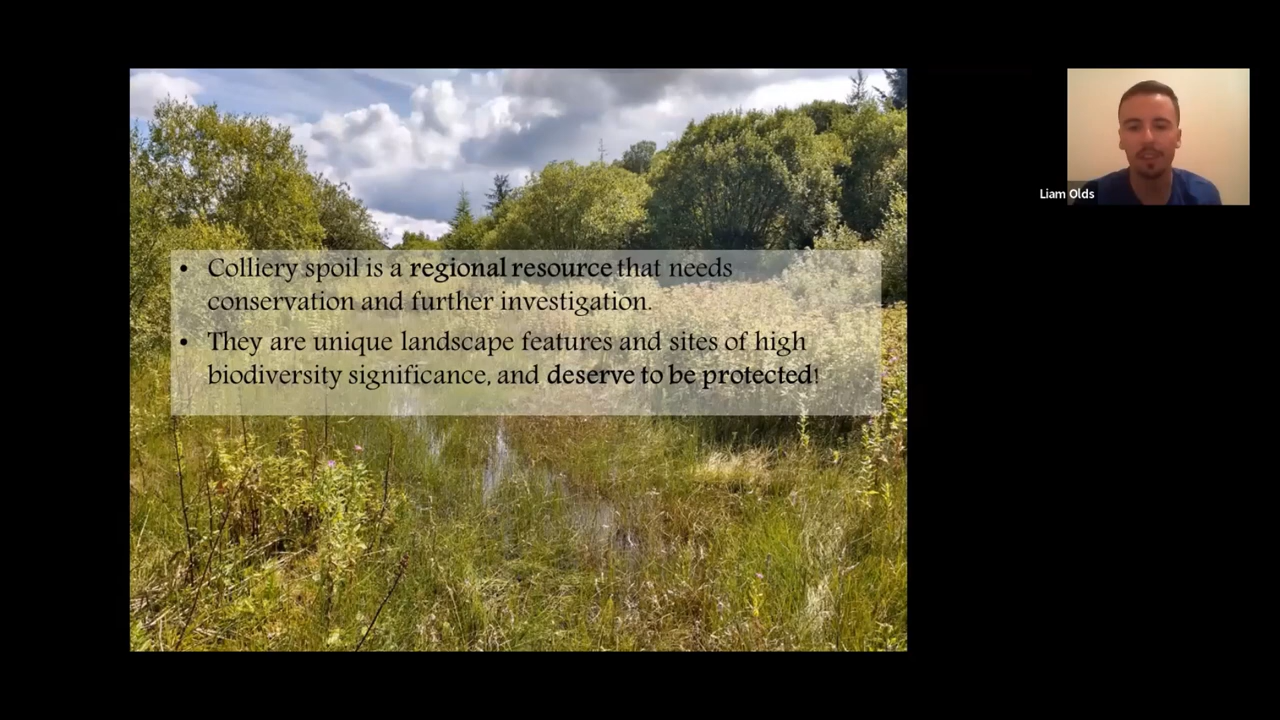 • Colliery spoil is a regional resource that needs
conservation and further investigation.
• They are unique landscape features and sites of high
biodiversity significance, and deserve to be protected!
Liam Olds